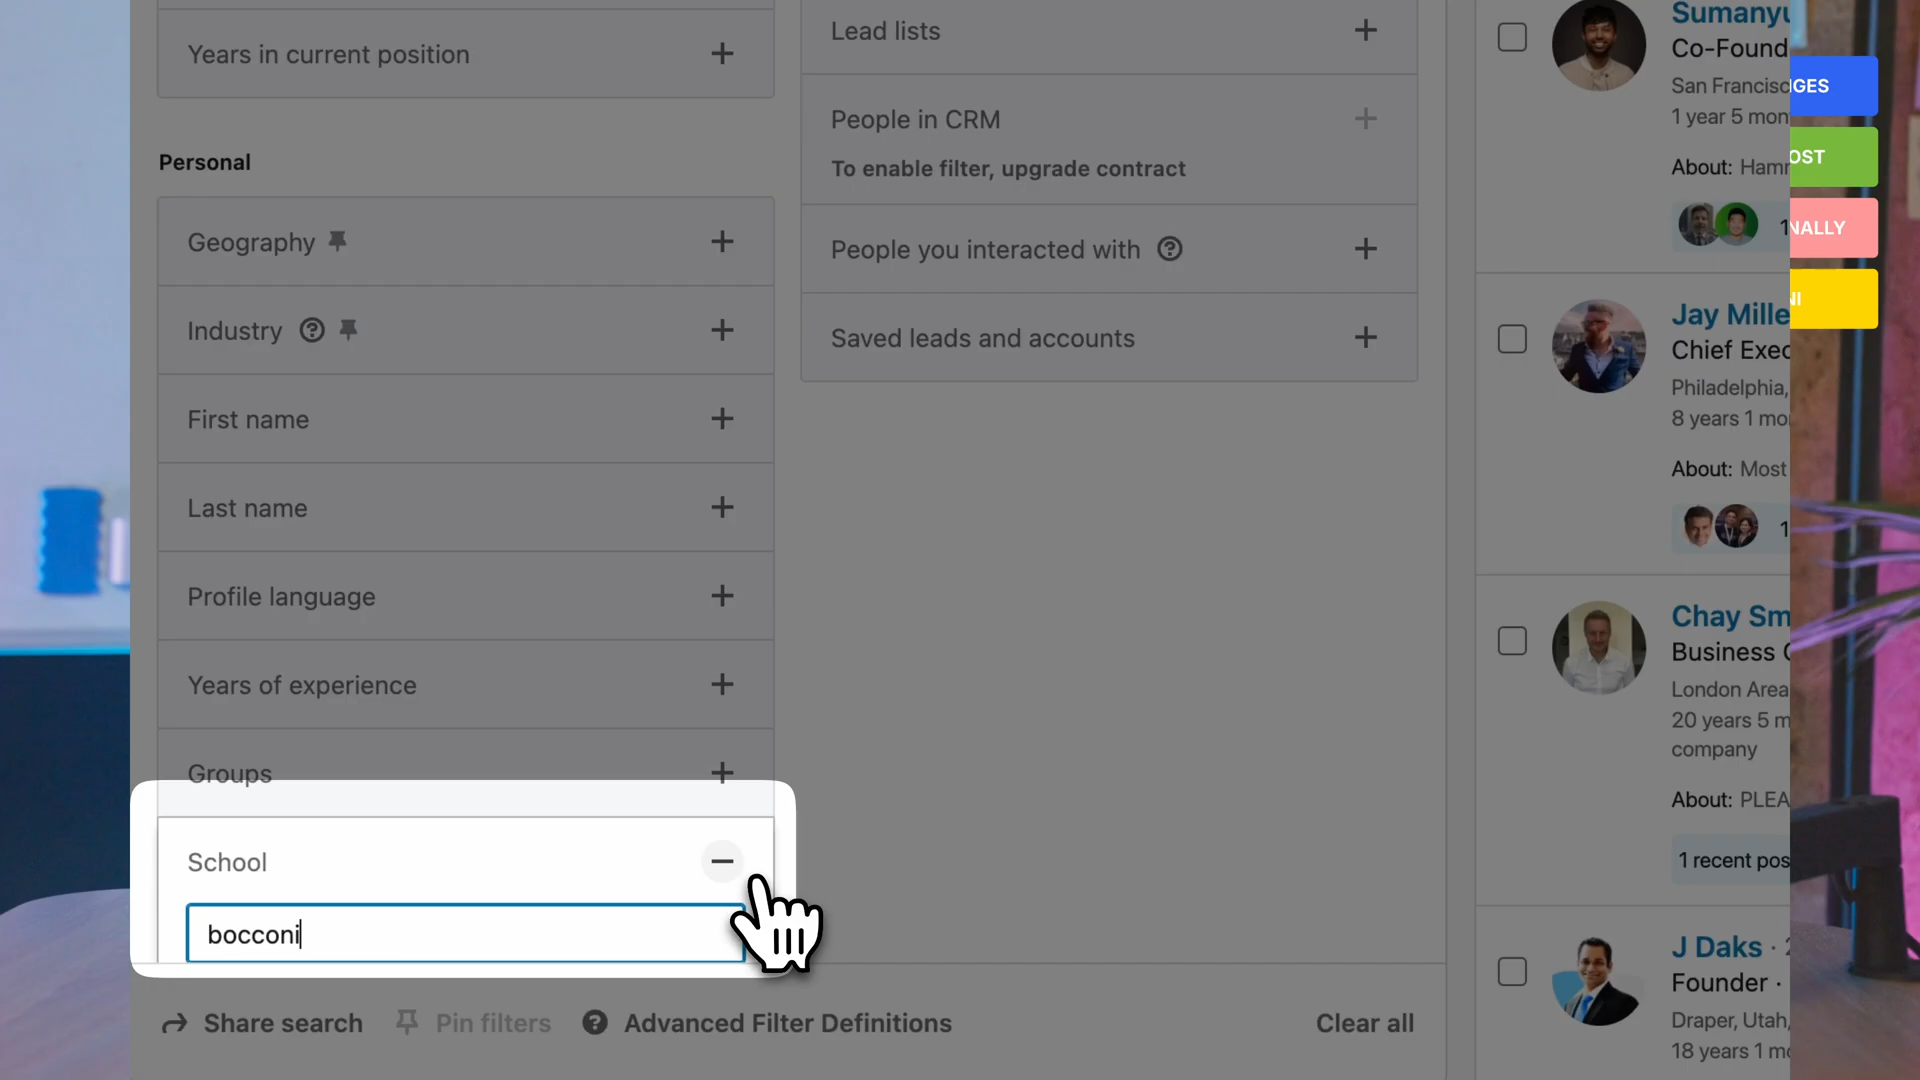 Years in current position
Personal
Geography
Industry
First name
Last name
Profile language
Years of experience
Groups
School
bocconi
Share search
Pin filters
Advanced Filter Definitions
Clear all
Lead lists
People in CRM
To enable filter, upgrade contract
People you interacted with
Saved leads and accounts
Co-Found
San Francisc
1 year 5 mon
About:
Jay Mille
Chief Exec
Philadelphia,
8 years 1 mo
About: Most
1
Chay Sm
Business
London Area
20 years 5 m
company
About: PLEA
1 recent pos
J Daks ·
Founder ·
Draper, Utah,
18 years 1 mo
GES
OST
NALLY
NI